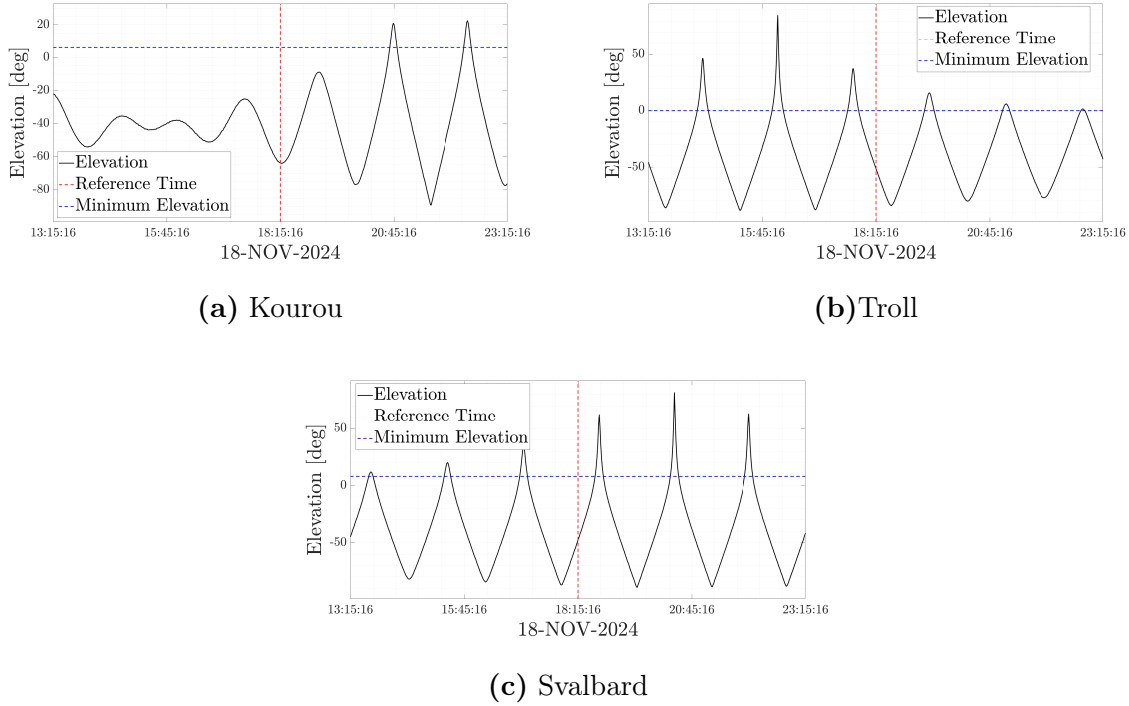 20
0
-20
-40
-60
-80
Elevation [deg]
Elevation
Reference Time
Minimum Elevation
13:15:16 15:45:16 18:15:16 20:45:16 23:15:16
18-NOV-2024
(a) Kourou
50
0
-50
Elevation [deg]
Elevation
Reference Time
Minimum Elevation
13:15:16 15:45:16 18:15:16 20:45:16 23:15:16
18-NOV-2024
(b)Troll
50
0
-50
Elevation [deg]
Elevation
Reference Time
Minimum Elevation
13:15:16 15:45:16 18:15:16 20:45:16 23:15:16
18-NOV-2024
(c) Svalbard